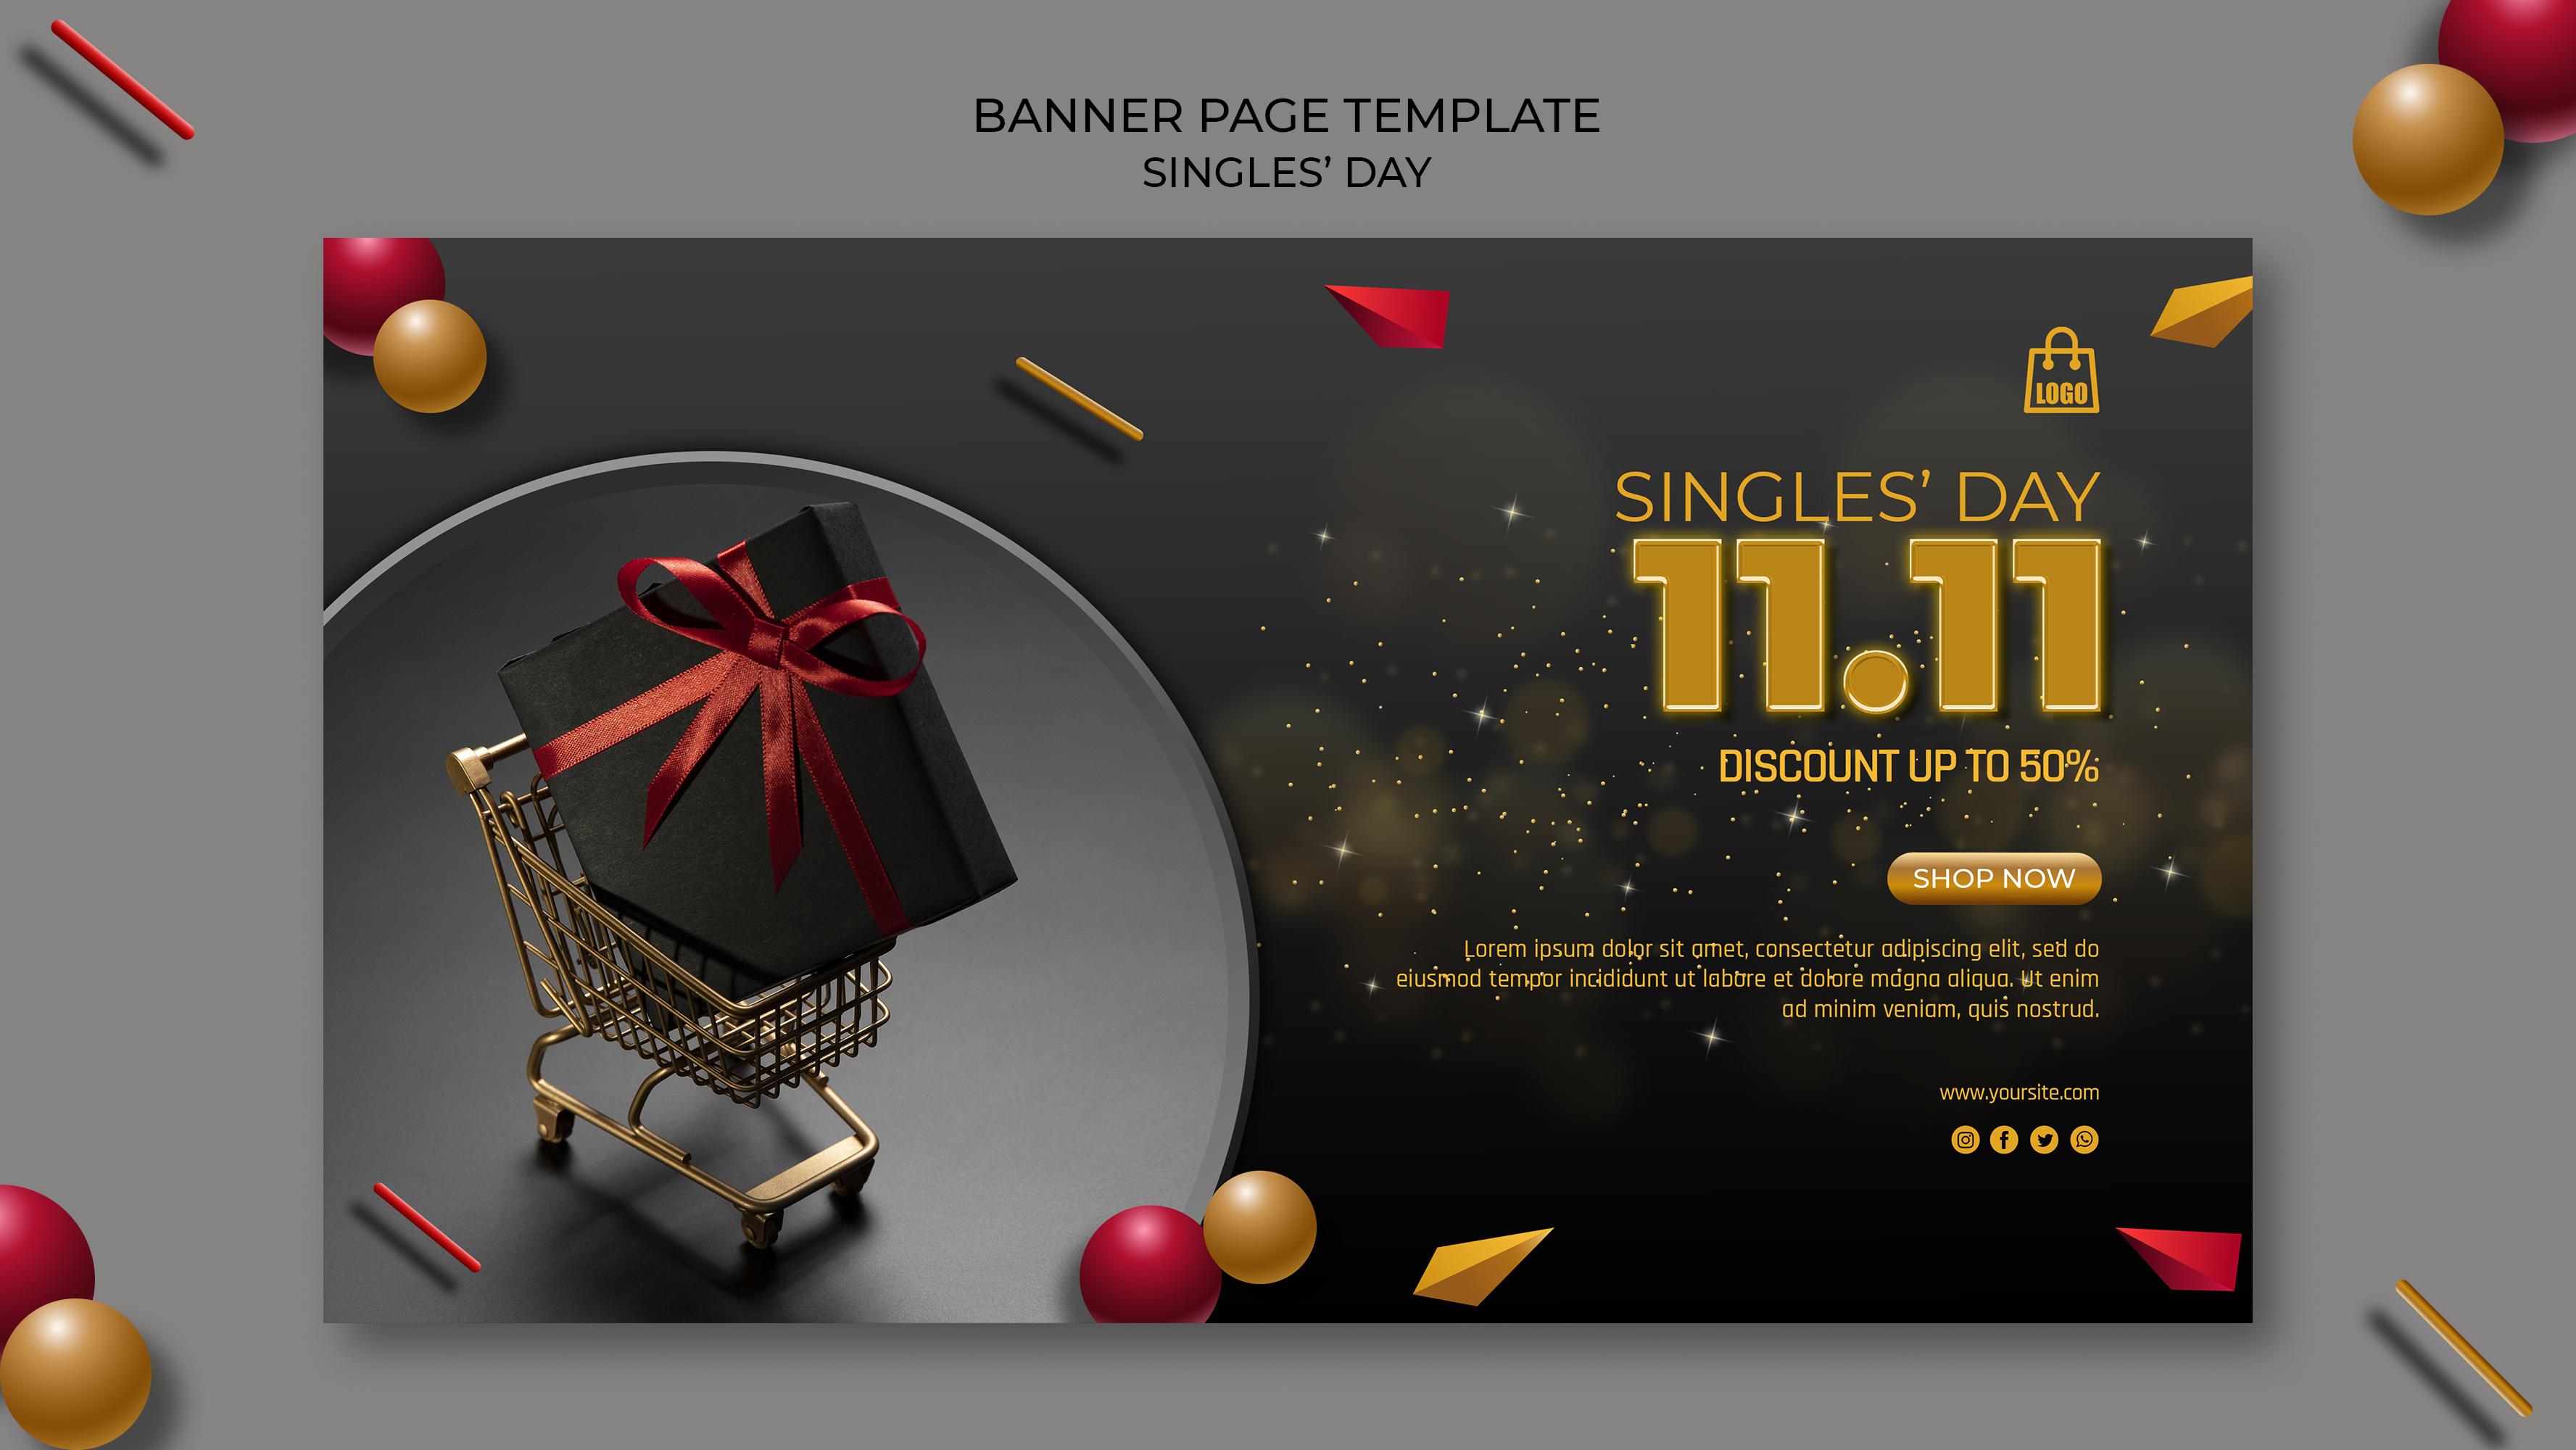 BANNER PAGE TEMPLATE
SINGLES’ DAY
LOGO
SINGLES’ DAY
11.11
DISCOUNT UP TO 50%
SHOP NOW
Lorem ipsum dolor sit amet, consectetur adipiscing elit, sed do
eiusmod tempor incididunt ut labore et dolore magna aliqua. Ut enim
ad minim veniam, quis nostrud.
www.yoursite.com